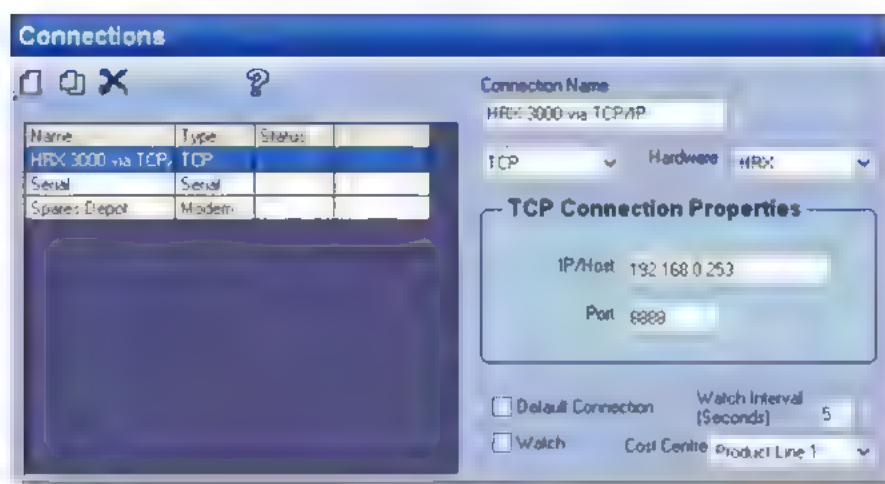 Connections
Name Type Status
HRX 3000 via TCP/ TCP
Serial Serial
Spares Depot Modem
Connection Name
HRX 3000 via TCP/IP
TCP Hardware HRX
TCP Connection Properties
IP/Host 192.168.0.253
Port
Default Connection
Watch Interval (Seconds) 5
Watch
Cost Centre Product Line 1